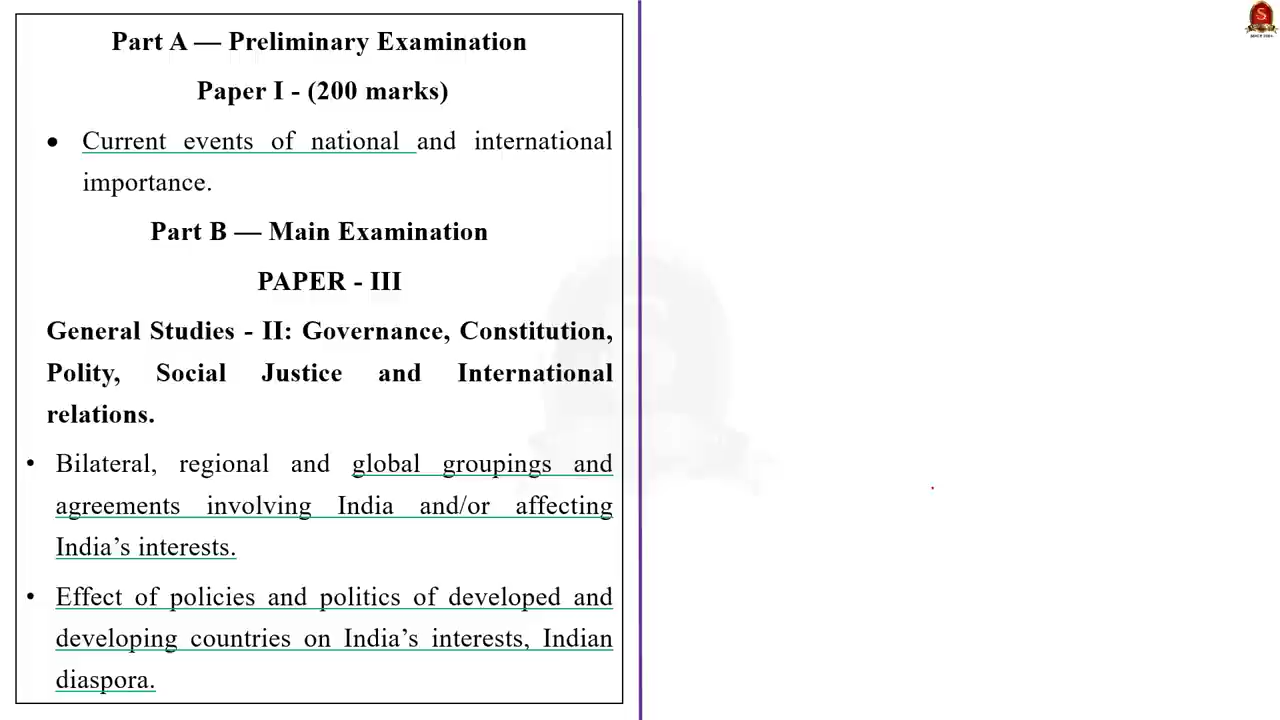 Part A — Preliminary Examination
Paper I - (200 marks)
• Current events of national and international
importance.
Part B — Main Examination
PAPER - III
General Studies - II: Governance, Constitution,
Polity, Social Justice and International
relations.
• Bilateral, regional and global groupings and
agreements involving India and/or affecting
India’s interests.
• Effect of policies and politics of developed and
developing countries on India’s interests, Indian
diaspora.